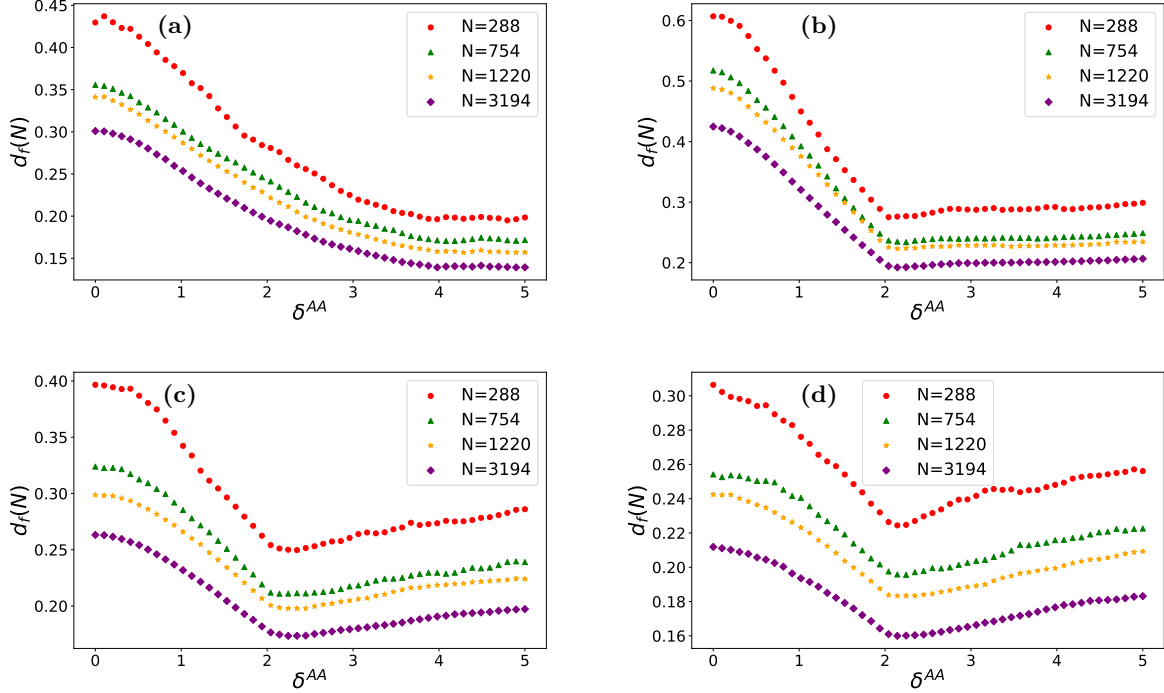 (a)
0.45
0.40
0.35
0.30
0.25
0.20
0.15
d_f(N)
0 1 2 3 4 5
δ^{AA}
N=288
N=754
N=1220
N=3194
(b)
0.6
0.5
0.4
0.3
0.2
d_f(N)
0 1 2 3 4 5
δ^{AA}
N=288
N=754
N=1220
N=3194
(c)
0.40
0.35
0.30
0.25
0.20
d_f(N)
0 1 2 3 4 5
δ^{AA}
N=288
N=754
N=1220
N=3194
(d)
0.30
0.28
0.26
0.24
0.22
0.20
0.18
0.16
d_f(N)
0 1 2 3 4 5
δ^{AA}
N=288
N=754
N=1220
N=3194